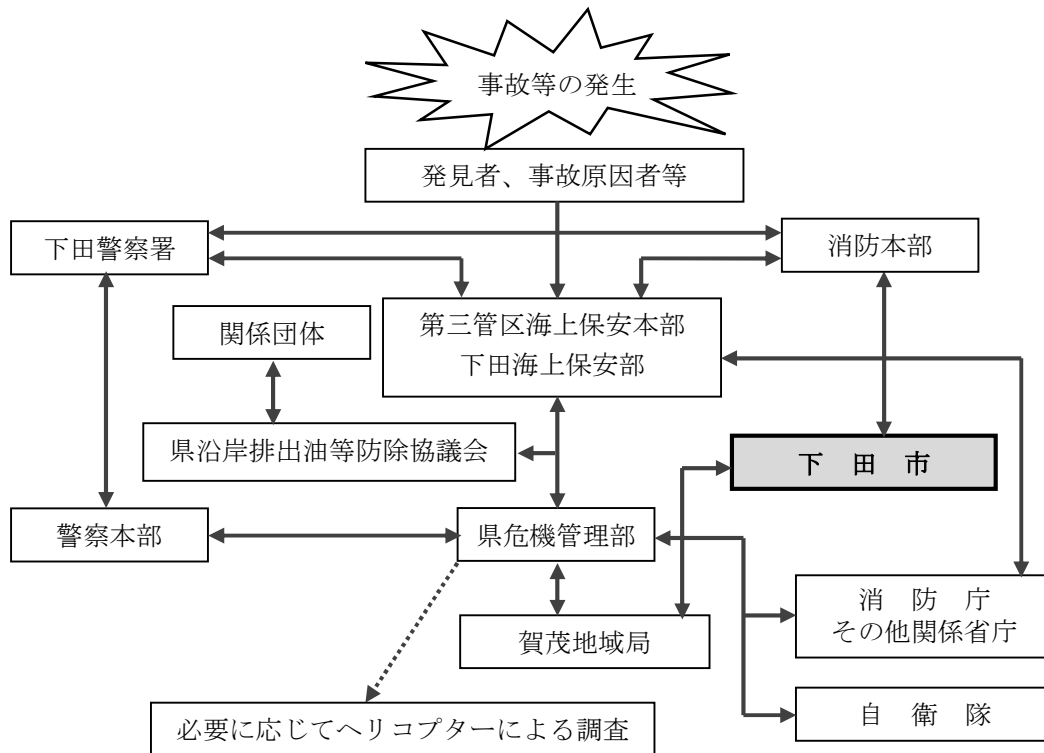 事故等の発生
発見者、事故原因者等
下田警察署
消防本部
第三管区海上保安本部
下田海上保安部
関係団体
県沿岸排出油等防除協議会
下 田 市
警察本部
県危機管理部
消 防 庁
その他関係省庁
賀茂地域局
自 衛 隊
必要に応じてヘリコプターによる調査